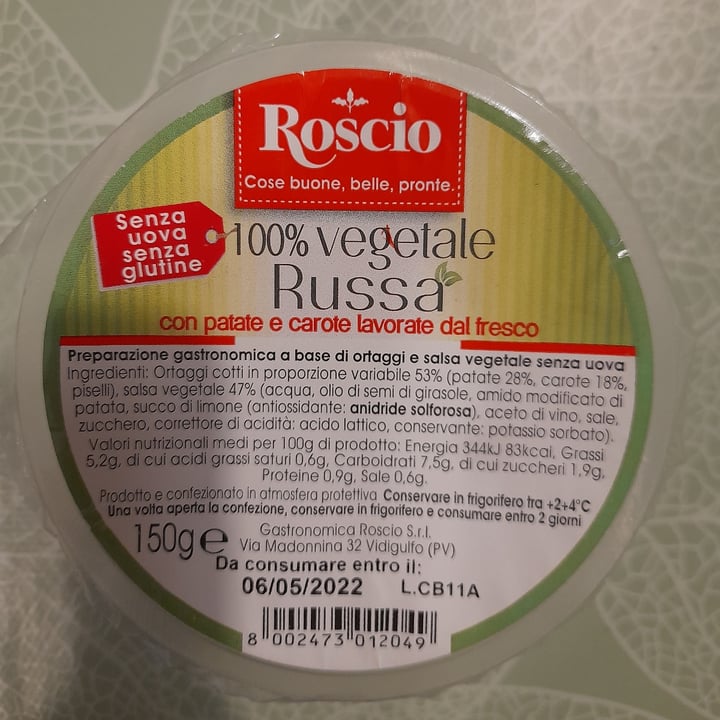 Roscio
Cose buone, belle, pronte.
Senza
uova
senza
glutine
100% vegetale
Russa
con patate e carote lavorate dal fresco
Preparazione gastronomica a base di ortaggi e salsa vegetale senza uova
Ingredienti: Ortaggi cotti in proporzione variabile 53% (patate 28%, carote 18%,
piselli), salsa vegetale 47% (acqua, olio di semi di girasole, amido modificato di
patata, succo di limone (antiossidante: anidride solforosa), aceto di vino, sale,
zucchero, correttore di acidità: acido lattico, conservante: potassio sorbato).
Valori nutrizionali medi per 100g di prodotto: Energia 344kJ 83kcal, Grassi
5,2g, di cui acidi grassi saturi 0,6g, Carboidrati 7,5g, di cui zuccheri 1,9g,
Proteine 0,9g, Sale 0,6g.
Prodotto e confezionato in atmosfera protettiva Conservare in frigorifero tra +2+4°C
Una volta aperta la confezione, conservare in frigorifero e consumare entro 2 giorni
150g e Gastronomica Roscio S.r.l.
Via Madonnina 32 Vidigulfo (PV)
Da consumare entro il:
06/05/2022 L.CB11A
8 002473 012049